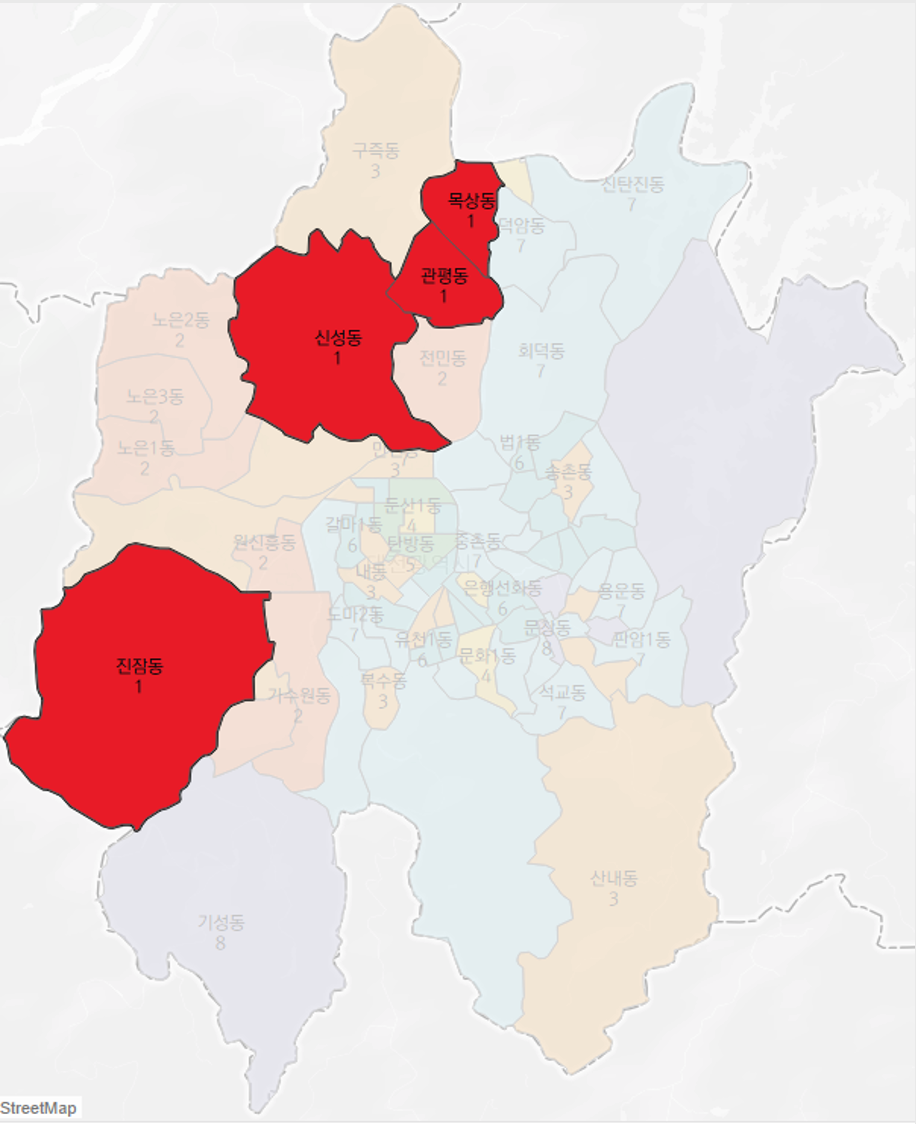 구즉동
3
목상동
1
신탄진동
7
덕암동
7
관평동
1
노은2동
2
신성동
1
전민동
2
회덕동
7
노은3동
2
노은1동
2
법1동
6
3
송촌동
3
둔산1동
4
갈마1동
6
원신흥동
2
탄방동
5
중촌동
7
내동
3
은행선화동
6
용운동
7
도마2동
7
유천1동
6
문창동
8
판암1동
7
문화1동
4
진잠동
1
가수원동
2
복수동
3
석교동
7
산내동
3
기성동
8
StreetMap